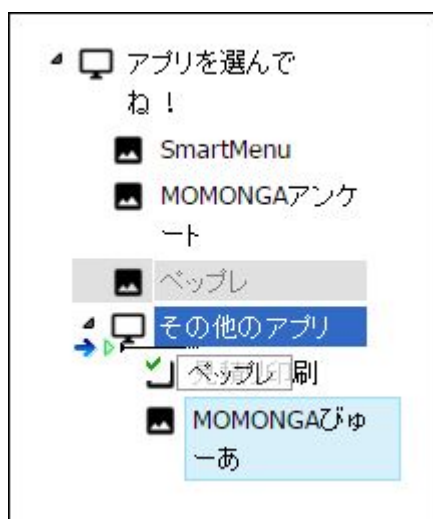 アプリを選んで
ね！
SmartMenu
MOMONGAアンケ
ート
ベップレ
その他のアプリ
ベップレ
刷
MOMONGAびゅ
ーあ